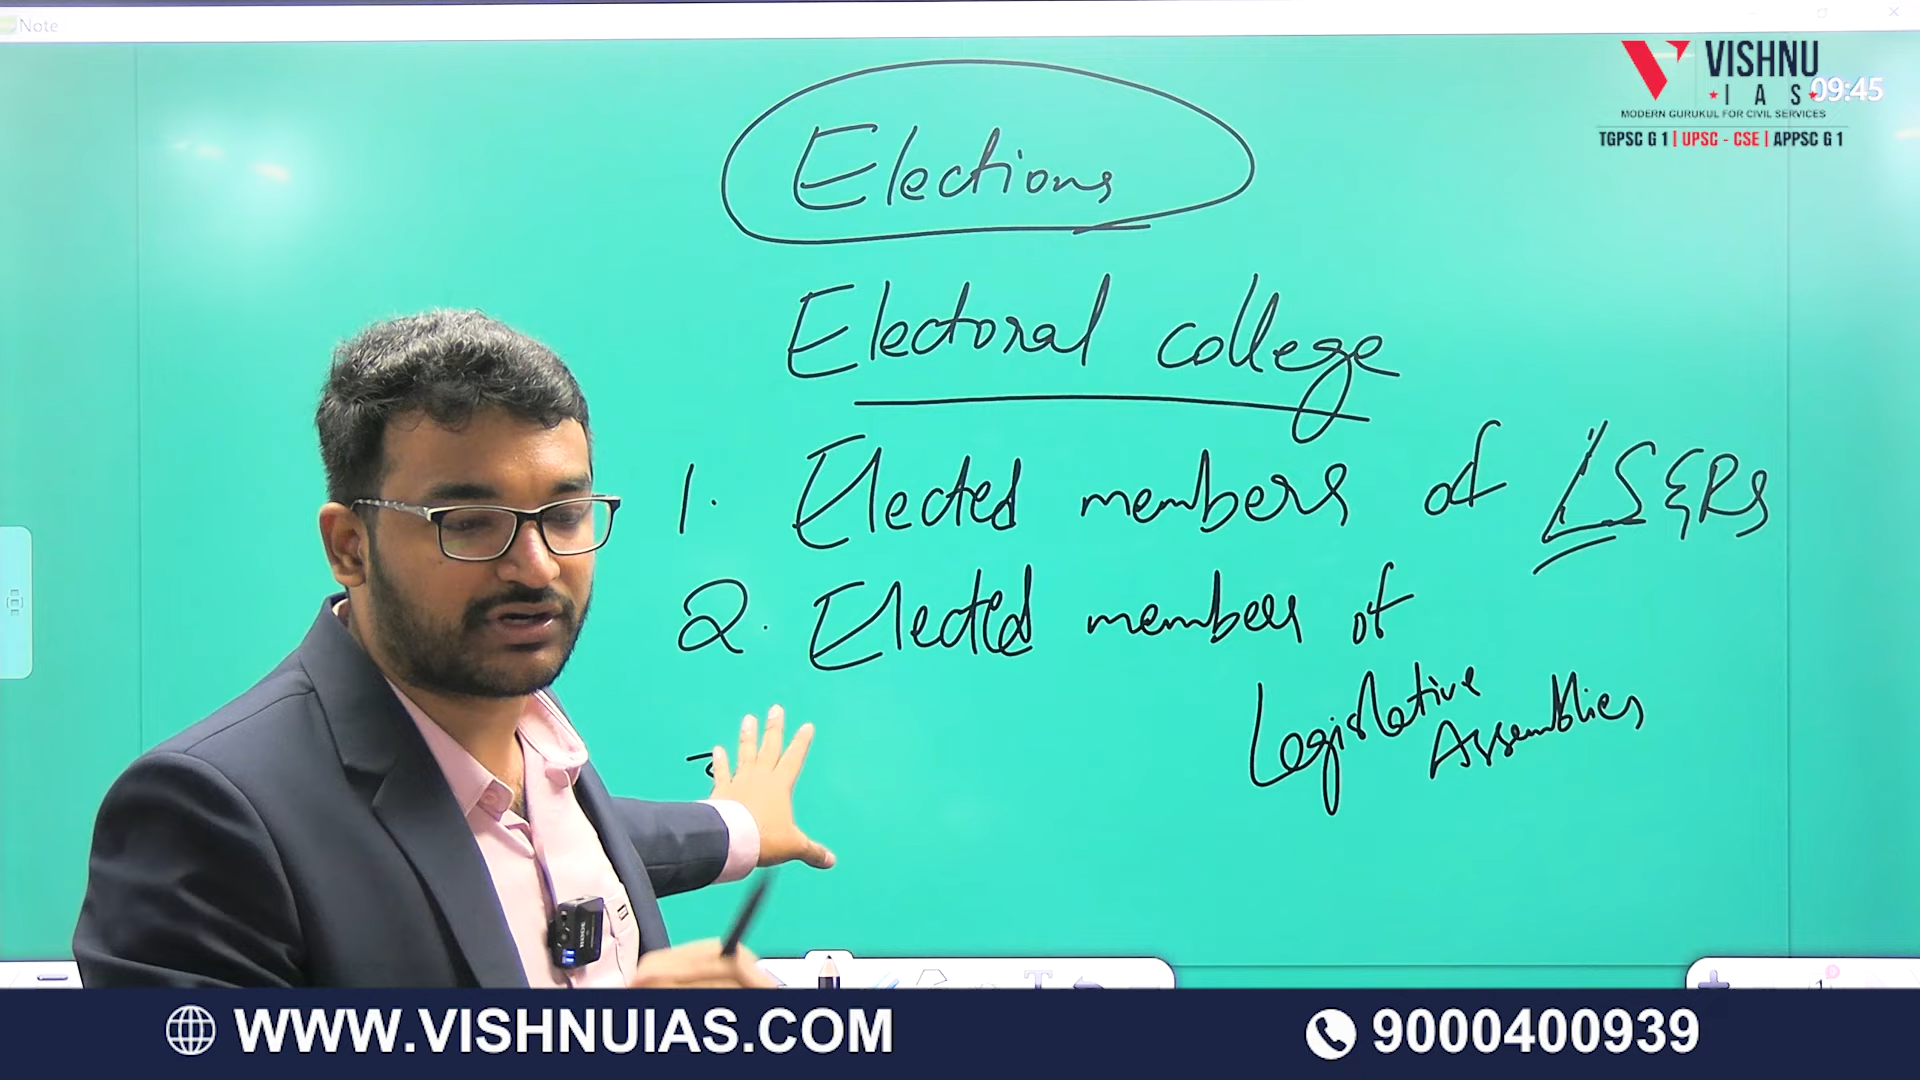 Note
VISHNU
IAS
09:45
MODERN GURUKUL FOR CIVIL SERVICES
TGPSC G 1 | UPSC - CSE | APPSC G 1
Elections
Electoral college
1. Elected members of LS & RS
2. Elected members of
Legislative
Assemblies
WWW.VISHNUIAS.COM
9000400939